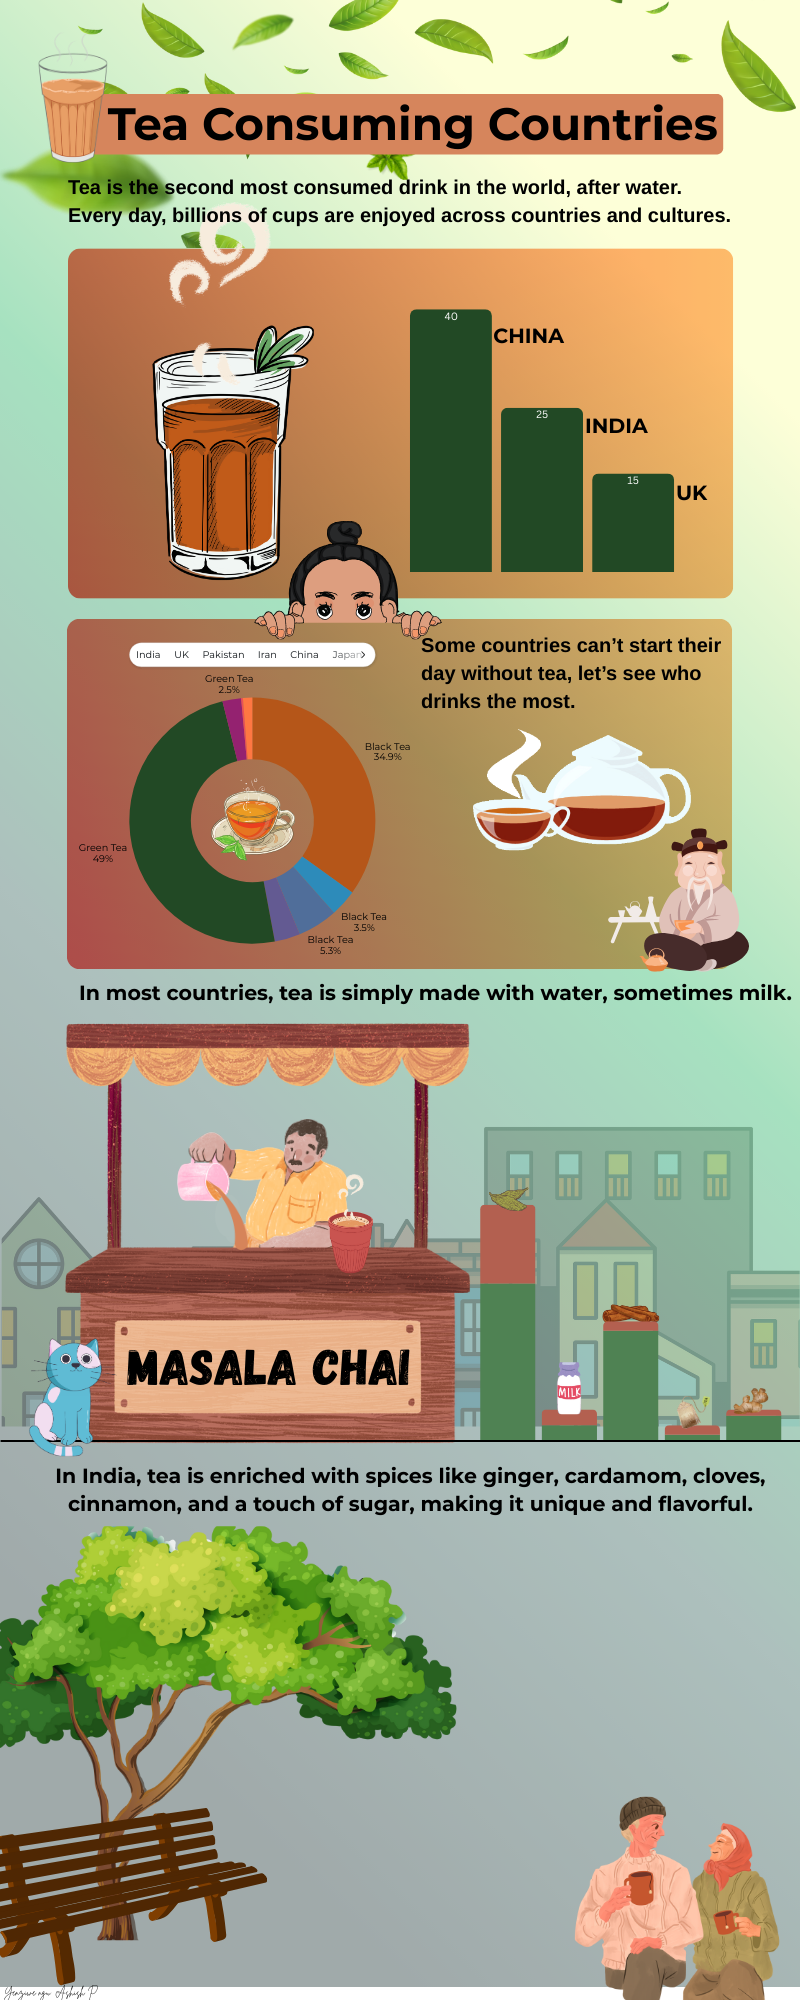 Tea Consuming Countries
Tea is the second most consumed drink in the world, after water.
Every day, billions of cups are enjoyed across countries and cultures.
40
CHINA
25
INDIA
15
UK
Some countries can’t start their
day without tea, let’s see who
drinks the most.
India UK Pakistan Iran China Japan
Green Tea
2.5%
Black Tea
34.9%
Green Tea
49%
Black Tea
3.5%
Black Tea
5.3%
In most countries, tea is simply made with water, sometimes milk.
MASALA CHAI
MILK
In India, tea is enriched with spices like ginger, cardamom, cloves,
cinnamon, and a touch of sugar, making it unique and flavorful.
Ashish P